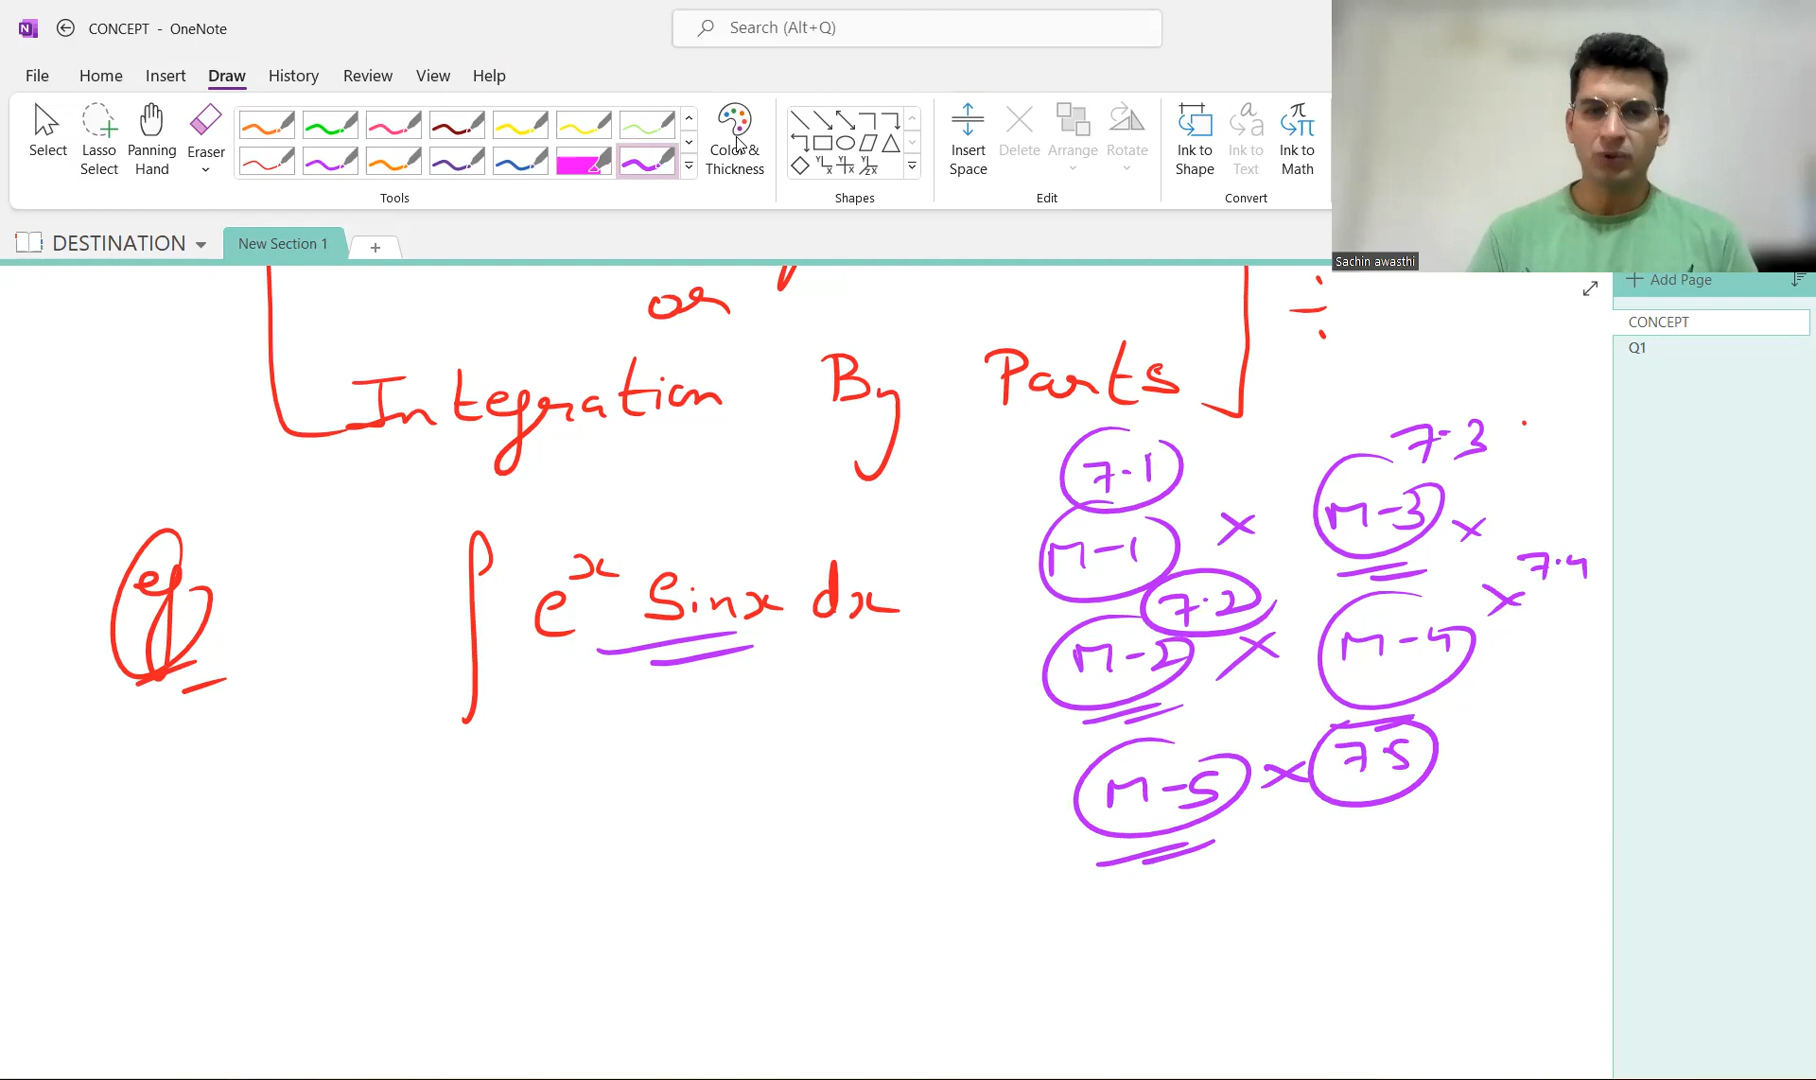 CONCEPT - OneNote
Search (Alt+Q)
File Home Insert Draw History Review View Help
Select
Lasso Select
Panning Hand
Eraser
Color & Thickness
Insert Space
Delete
Arrange
Rotate
Ink to Shape
Ink to Text
Ink to Math
Tools
Shapes
Edit
Convert
DESTINATION
New Section 1
+
Sachin awasthi
Add Page
CONCEPT
Q1
or
÷
Integration By Parts
7.1
7.3
M-1 ×
M-3 ×
eg ∫ e^x Sinx dx
7.2
7.4
M-2 ×
M-4 ×
M-5 × 7.5